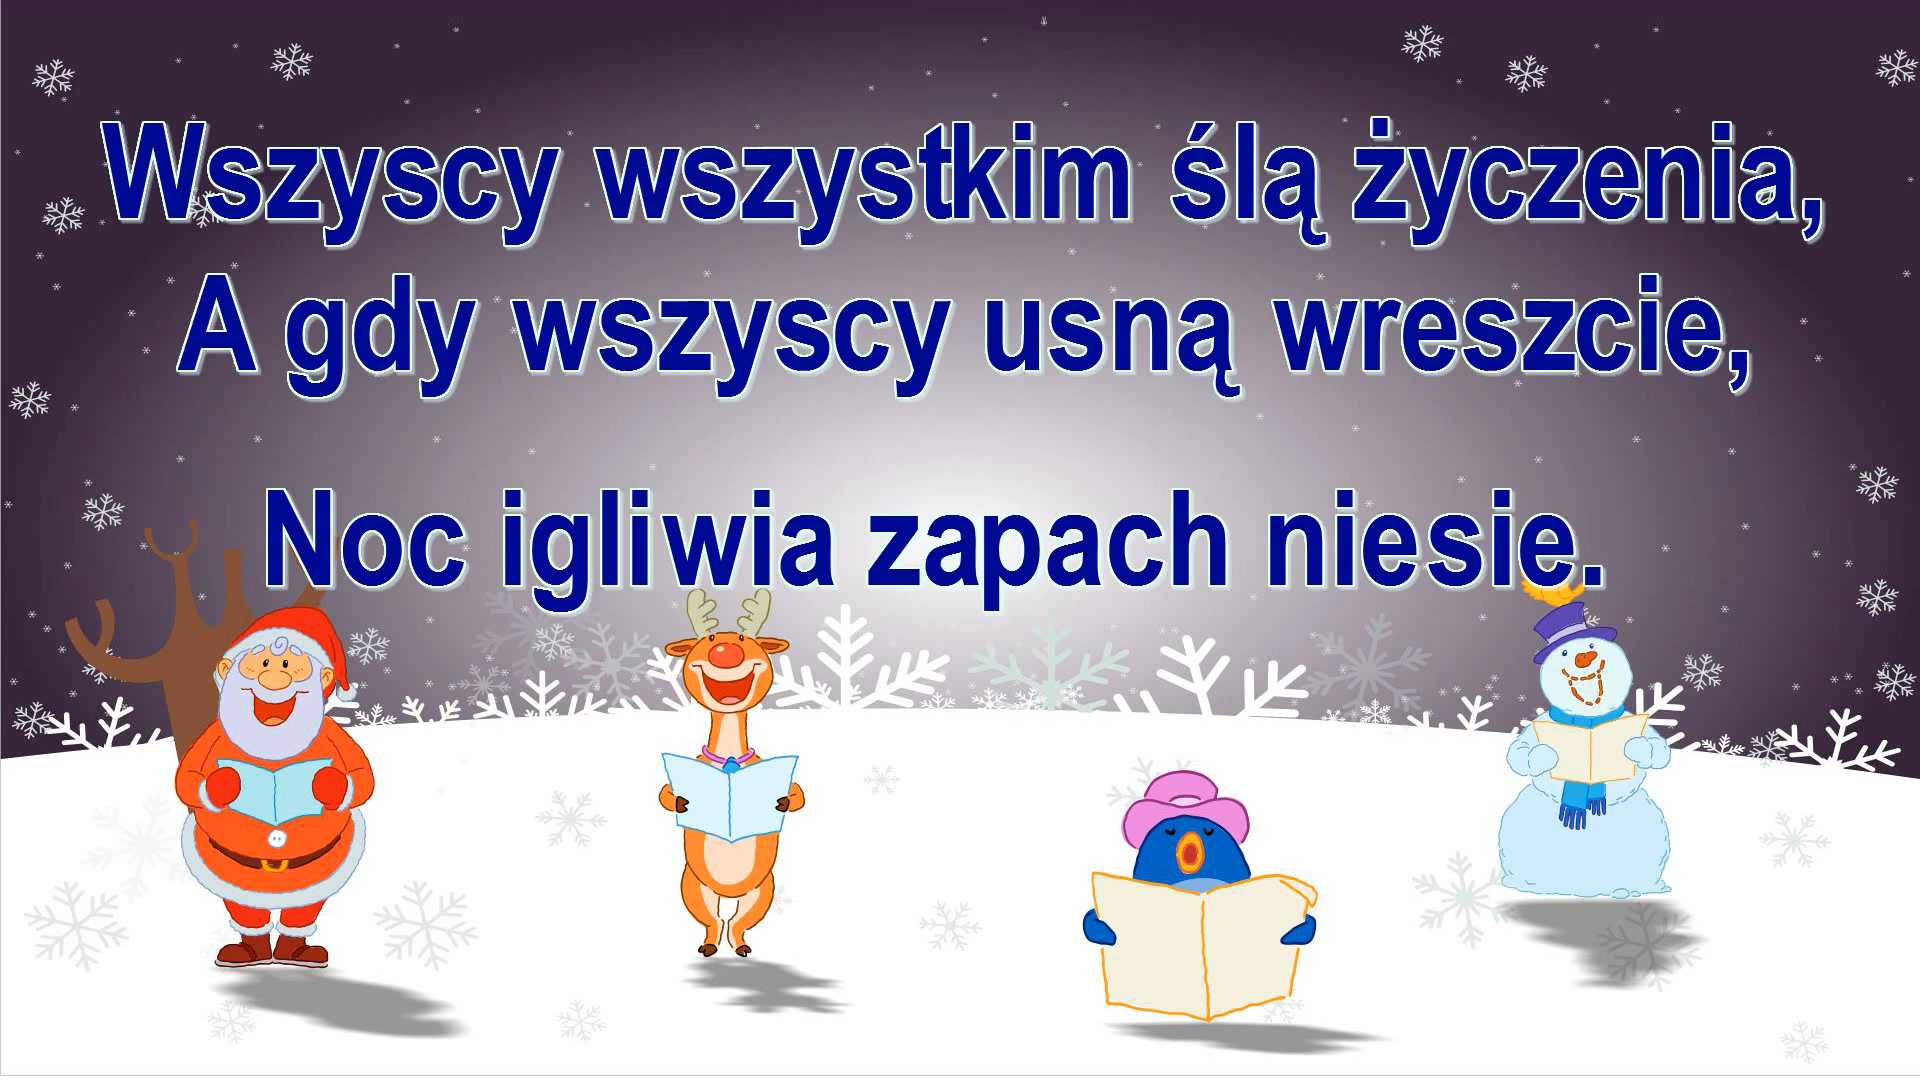 Wszyscy wszystkim ślą życzenia,
A gdy wszyscy usną wreszcie,
Noc igliwia zapach niesie.